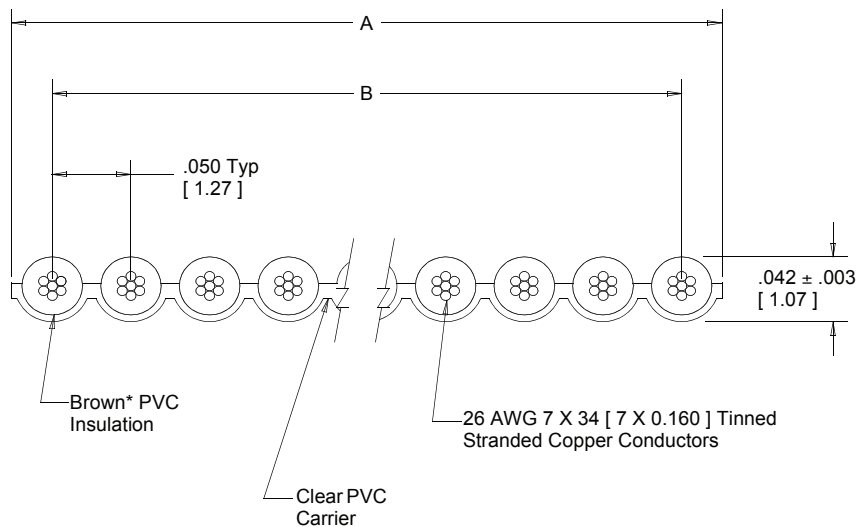 A
B
.050 Typ
[ 1.27 ]
.042 ± .003
[ 1.07 ]
Brown* PVC
Insulation
26 AWG 7 X 34 [ 7 X 0.160 ] Tinned
Stranded Copper Conductors
Clear PVC
Carrier